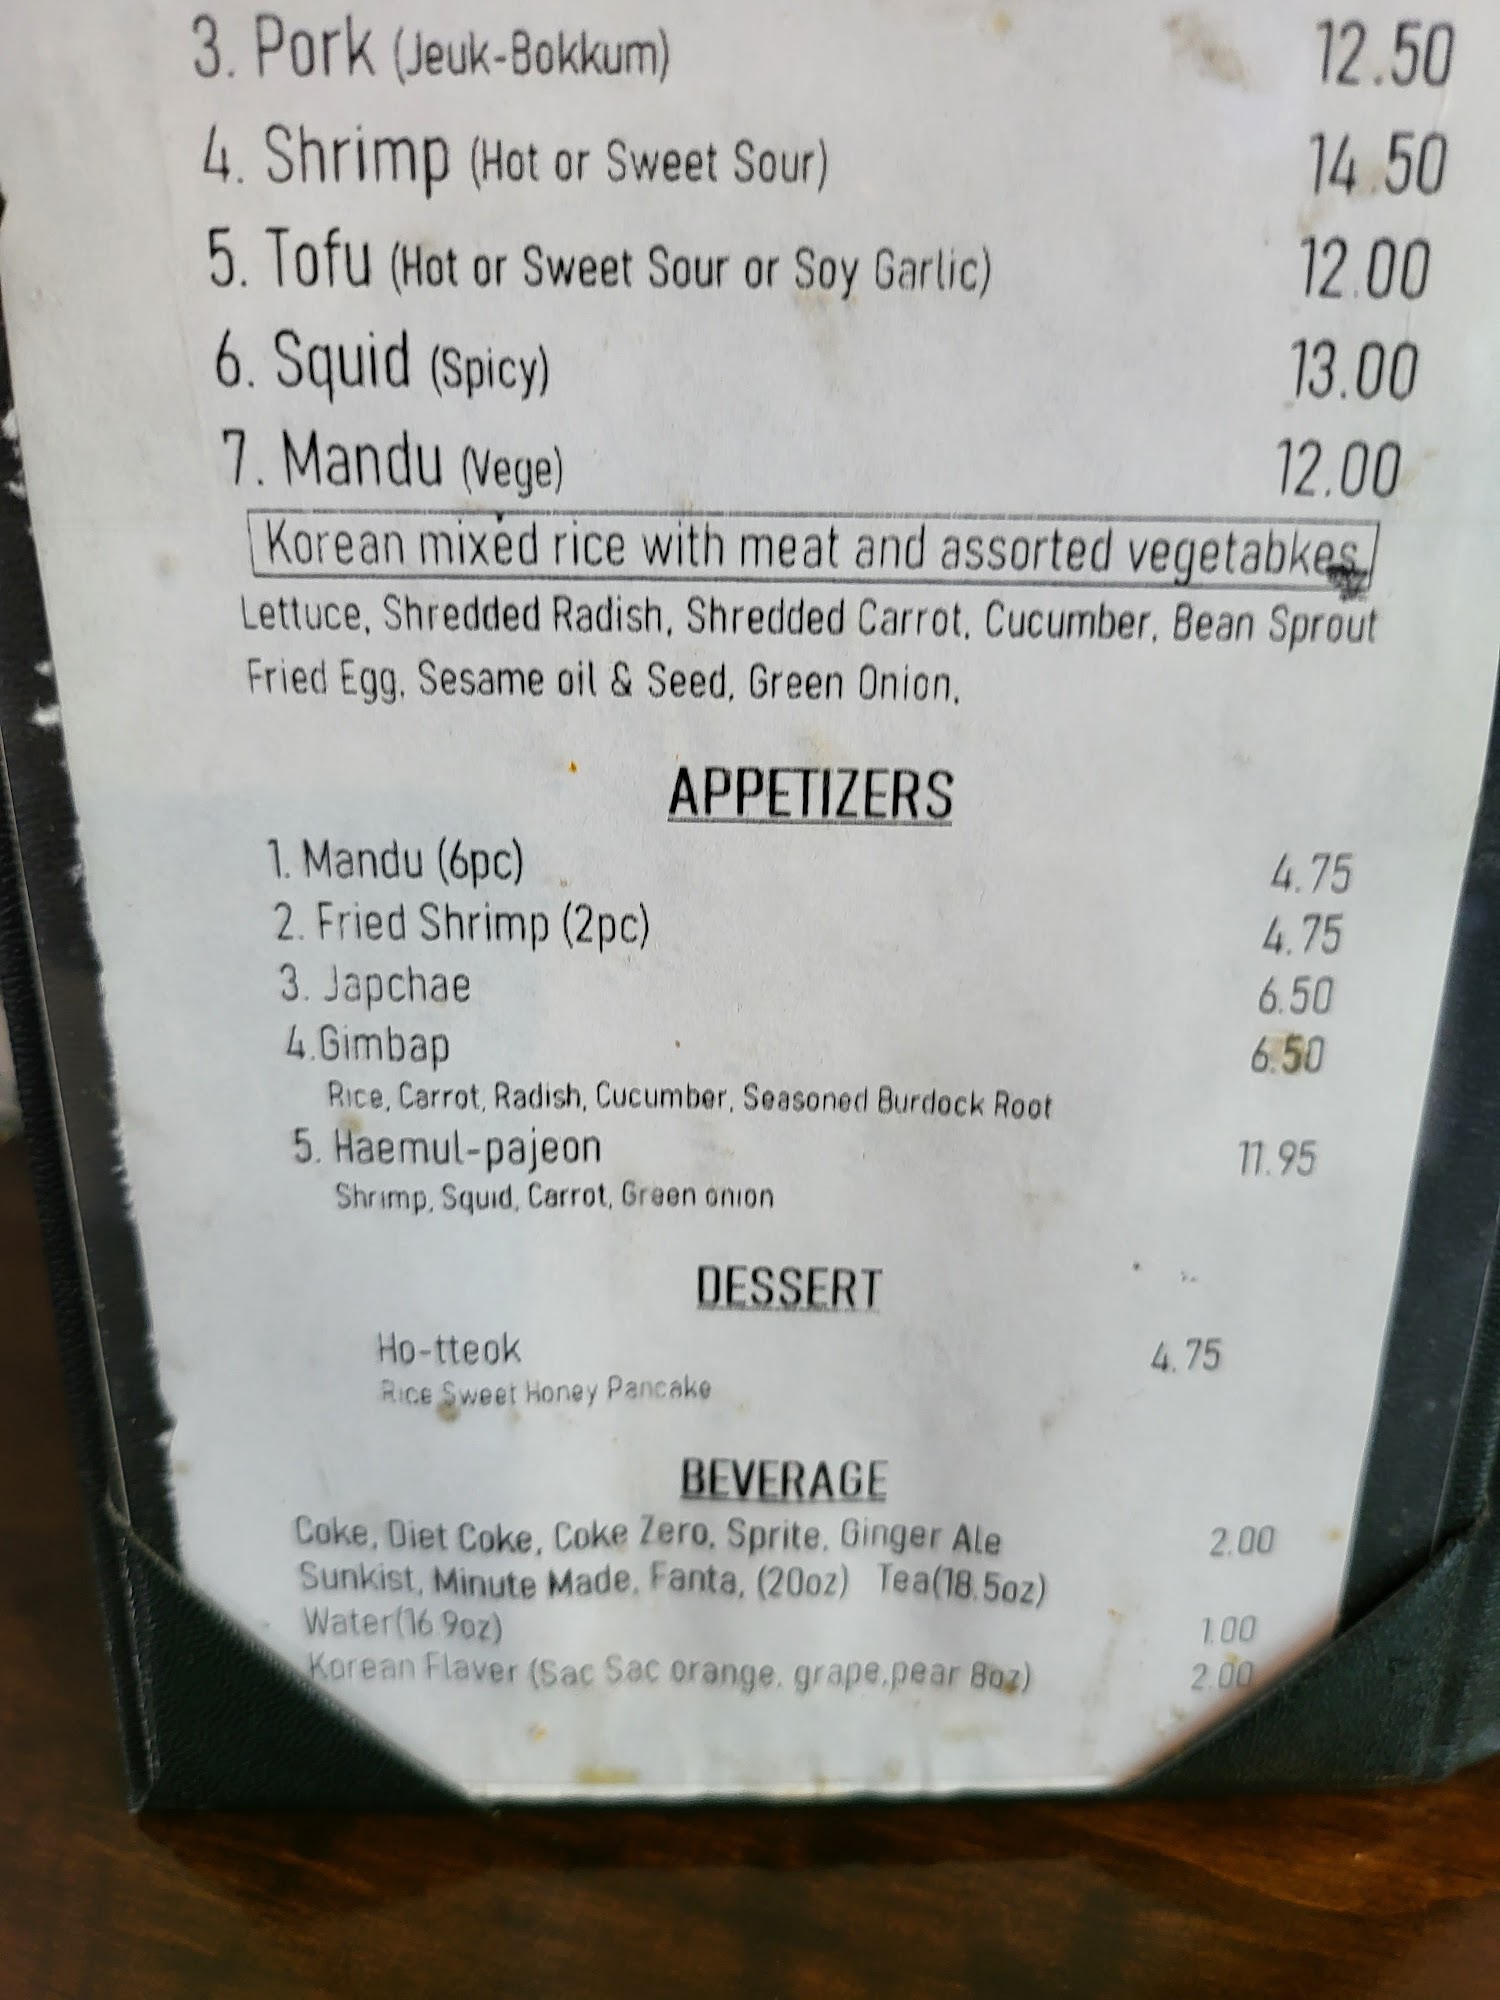 3. Pork (Jeuk-Bokkum) 12.50
4. Shrimp (Hot or Sweet Sour) 14.50
5. Tofu (Hot or Sweet Sour or Soy Garlic) 12.00
6. Squid (Spicy) 13.00
7. Mandu (Vege) 12.00
Korean mixed rice with meat and assorted vegetabkes
Lettuce, Shredded Radish, Shredded Carrot, Cucumber, Bean Sprout
Fried Egg, Sesame oil & Seed, Green Onion,
APPETIZERS
1. Mandu (6pc) 4.75
2. Fried Shrimp (2pc) 4.75
3. Japchae 6.50
4.Gimbap 6.50
Rice, Carrot, Radish, Cucumber, Seasoned Burdock Root
5. Haemul-pajeon 11.95
Shrimp, Squid, Carrot, Green onion
DESSERT
Ho-tteok 4.75
Rice Sweet Honey Pancake
BEVERAGE
Coke, Diet Coke, Coke Zero, Sprite, Ginger Ale 2.00
Sunkist, Minute Made, Fanta, (20oz) Tea(18.5oz)
Water(16.9oz) 1.00
Korean Flaver (Sac Sac orange, grape,pear 8oz) 2.00